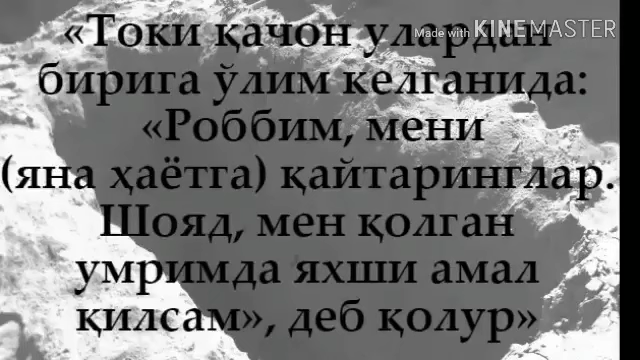 Made with KINEMASTER
«Токи қачон улардан
бирига ўлим келганида:
«Роббим, мени
(яна ҳаётга) қайтаринглар.
Шояд, мен қолган
умримда яхши амал
қилсам», деб қолур»